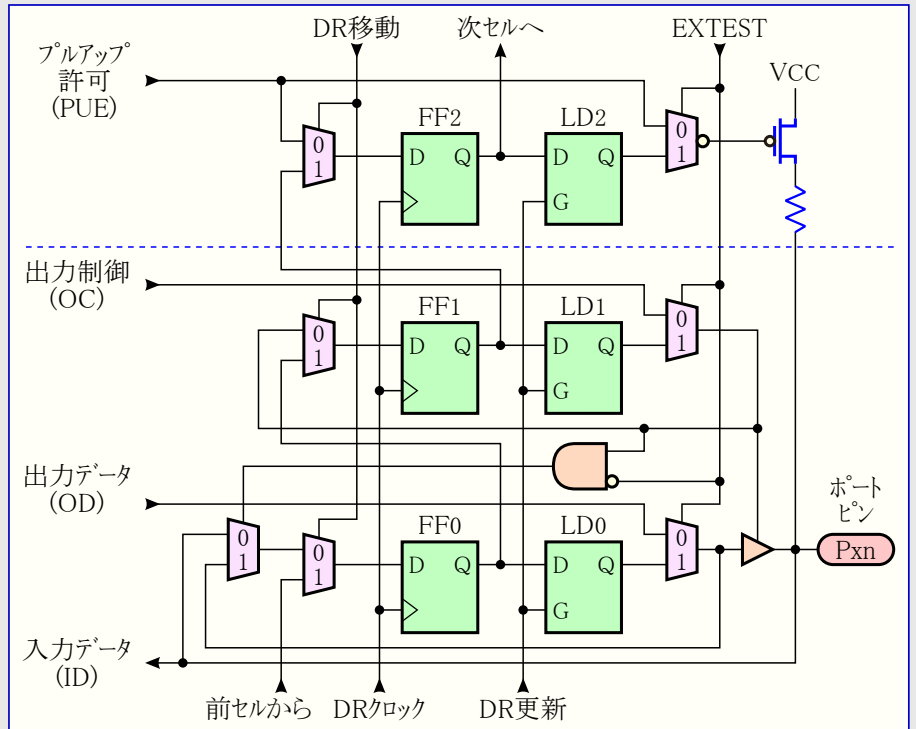 DR移動
次セルへ
EXTEST
プルアップ
許可
(PUE)
VCC
FF2
LD2
0
1
D
Q
D
Q
G
0
1
出力制御
(OC)
FF1
LD1
0
1
D
Q
D
Q
G
0
1
出力データ
(OD)
ポート
ピン
FF0
LD0
0
1
0
1
D
Q
D
Q
G
0
1
Pxn
入力データ
(ID)
前セルから
DRクロック
DR更新